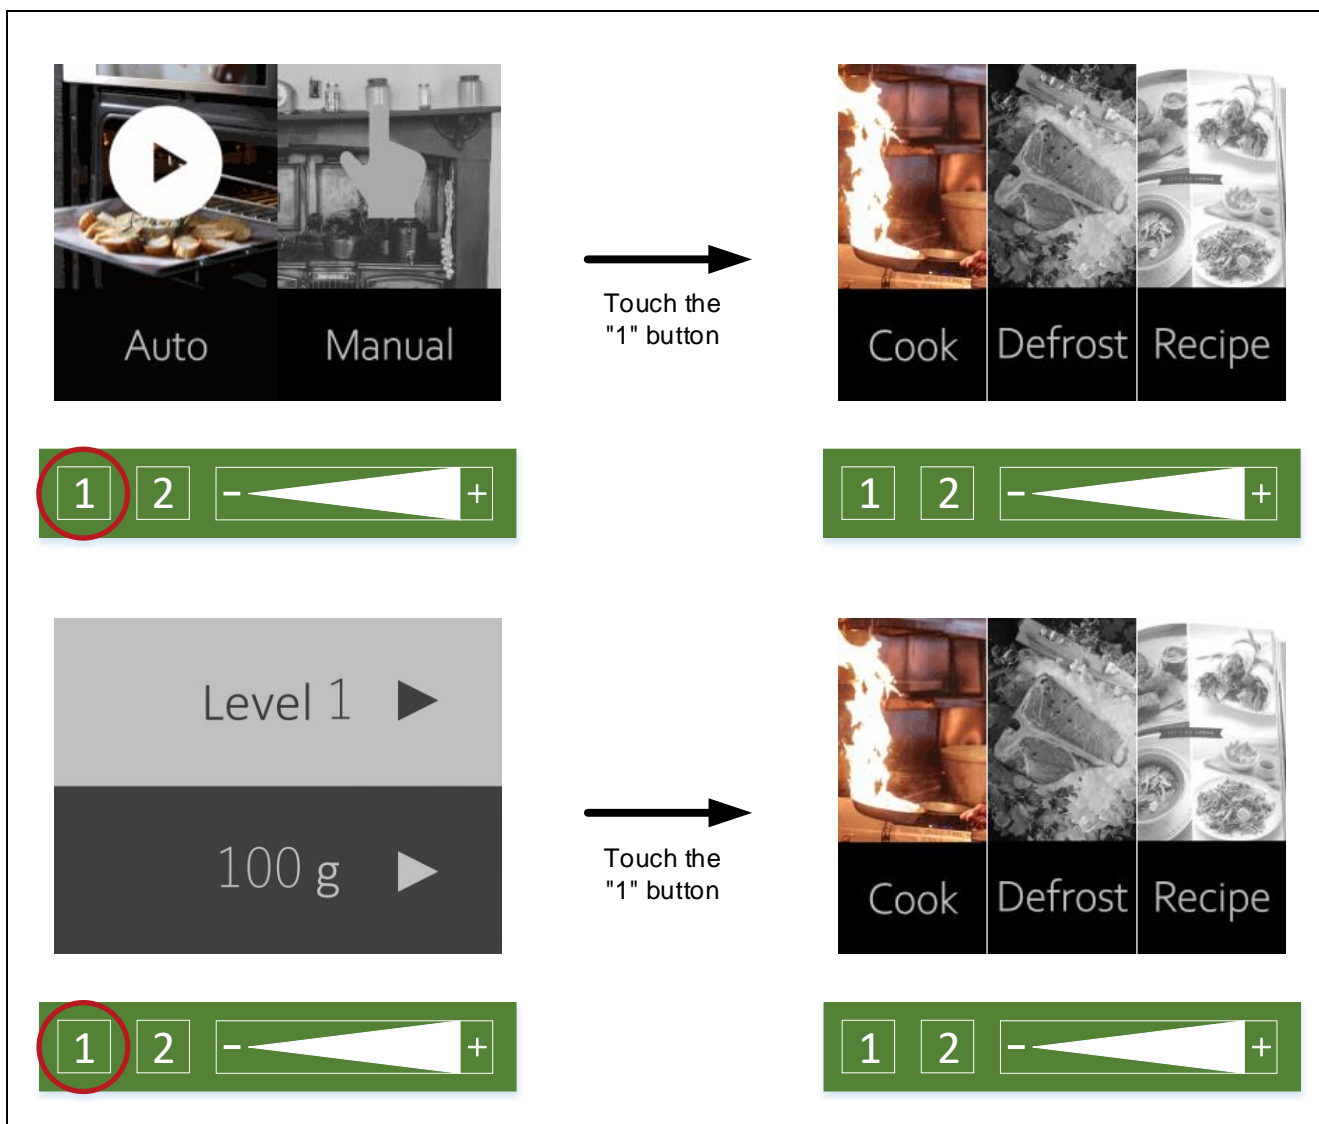 Auto Manual
Touch the
"1" button
Cook Defrost Recipe
1 2 - +
1 2 - +
Level 1
100 g
Touch the
"1" button
Cook Defrost Recipe
1 2 - +
1 2 - +